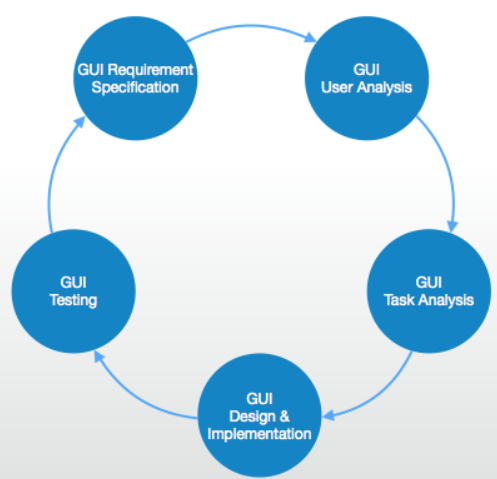 GUI Requirement
Specification
GUI
User Analysis
GUI
Task Analysis
GUI
Design &
Implementation
GUI
Testing